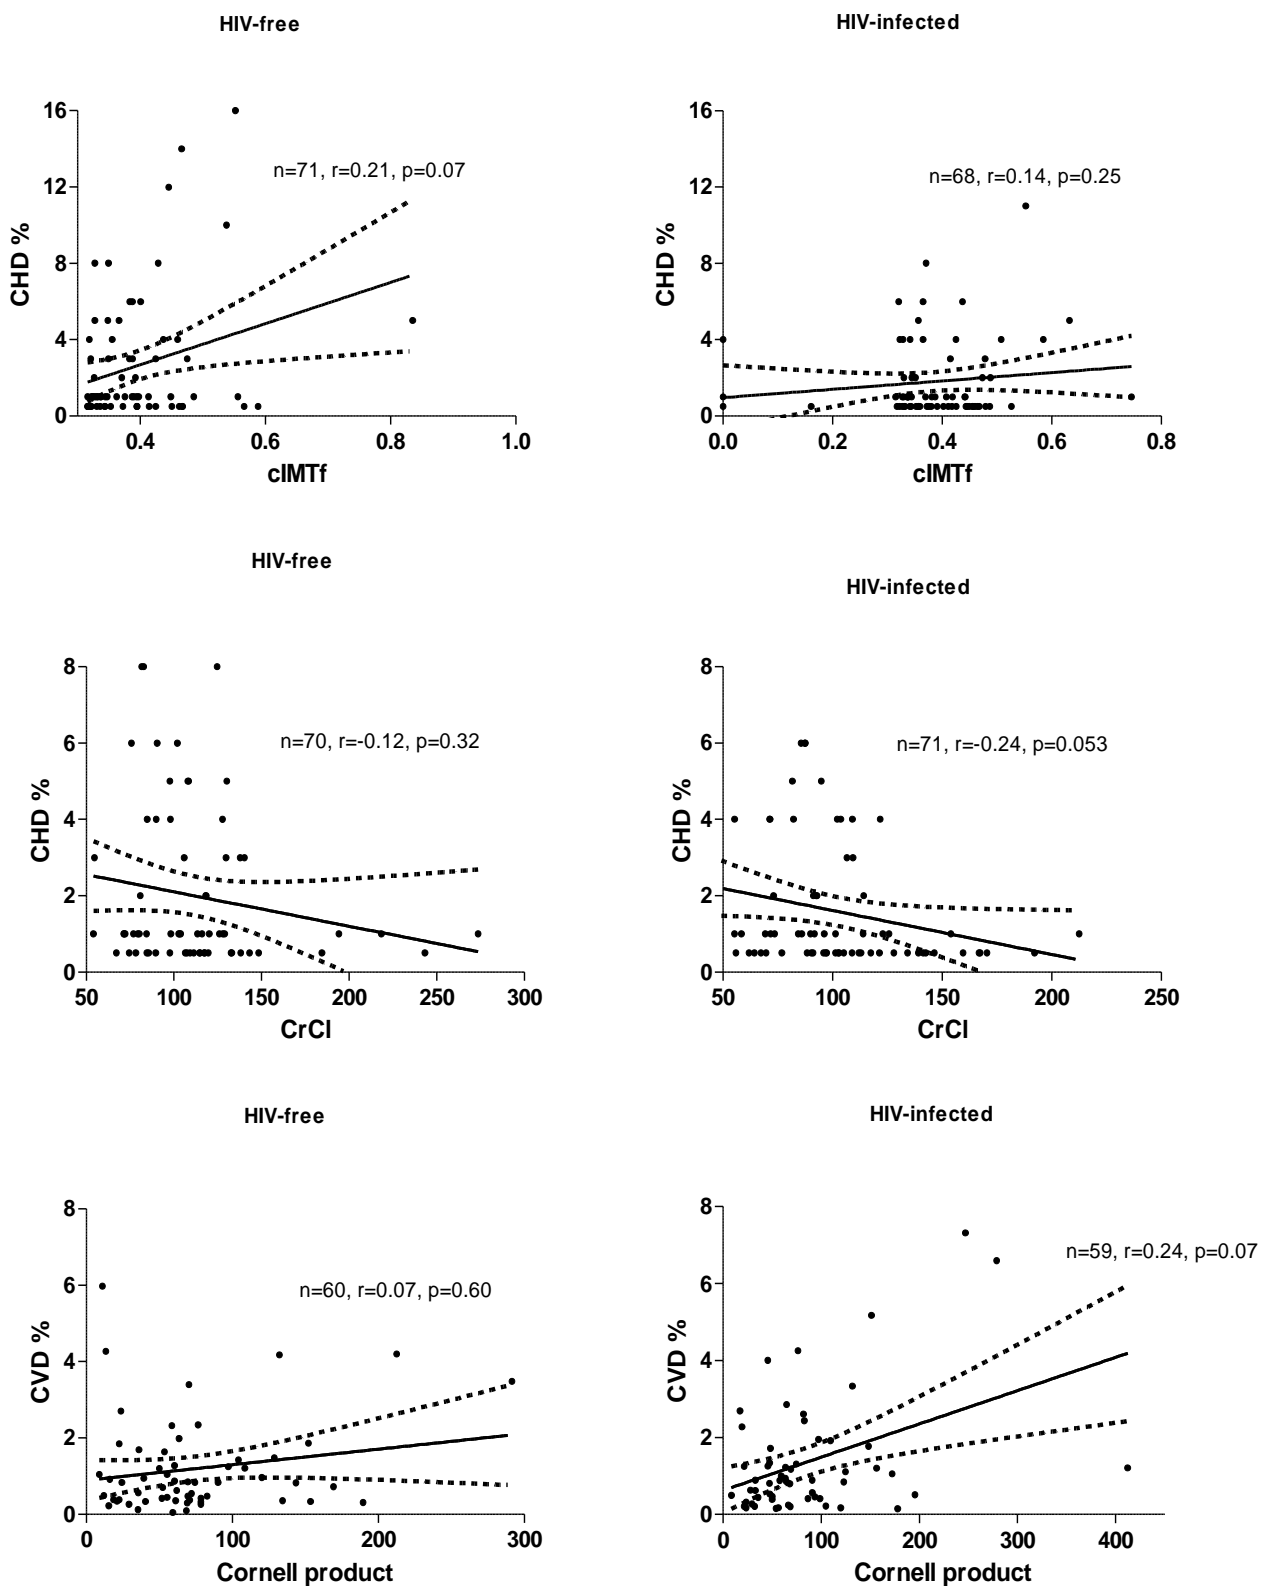 HIV-free
16
12
8
4
0
CHD %
n=71, r=0.21, p=0.07
0.4 0.6 0.8 1.0
cIMTf
HIV-infected
16
12
8
4
0
CHD %
n=68, r=0.14, p=0.25
0.0 0.2 0.4 0.6 0.8
cIMTf
HIV-free
8
6
4
2
0
CHD %
n=70, r=-0.12, p=0.32
50 100 150 200 250 300
CrCl
HIV-infected
8
6
4
2
0
CHD %
n=71, r=-0.24, p=0.053
50 100 150 200 250
CrCl
HIV-free
8
6
4
2
0
CVD %
n=60, r=0.07, p=0.60
0 100 200 300
Cornell product
HIV-infected
8
6
4
2
0
CVD %
n=59, r=0.24, p=0.07
0 100 200 300 400
Cornell product